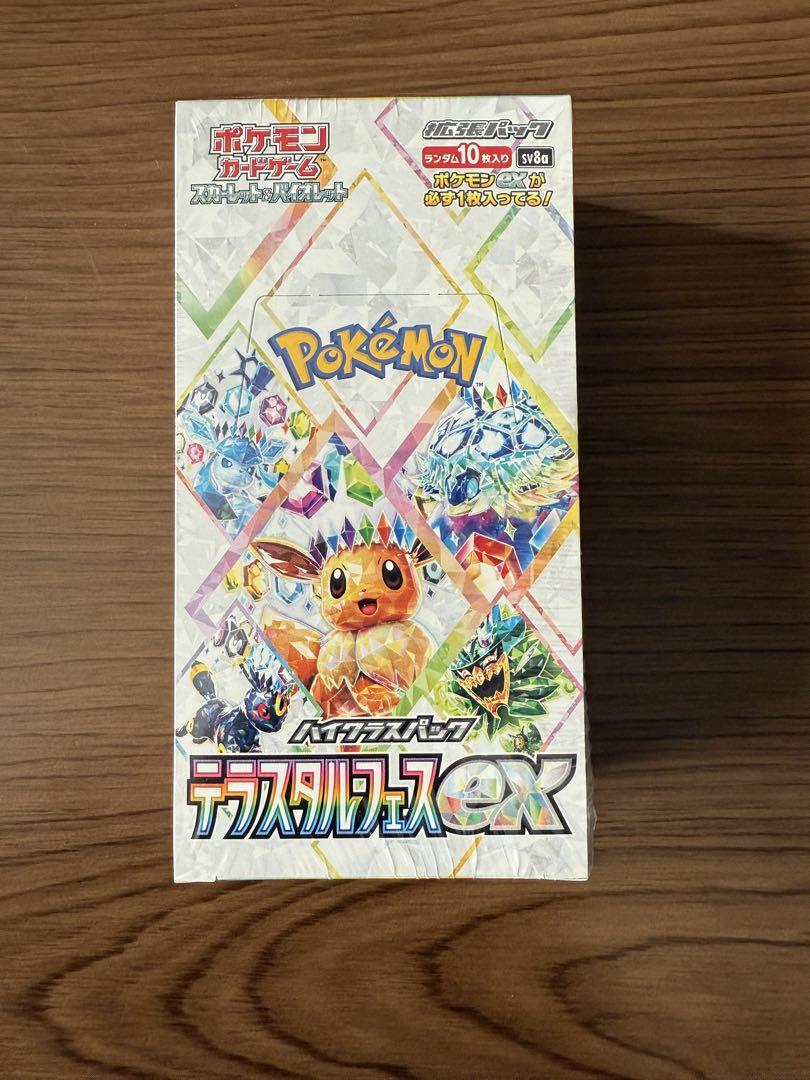 ポケモン
カードゲーム™
スカーレット&バイオレット
拡張パック
ランダム10枚入り
SV8a
ポケモンexが
必ず1枚入ってる!
POKéMON™
ハイクラスパック
テラスタルフェスex